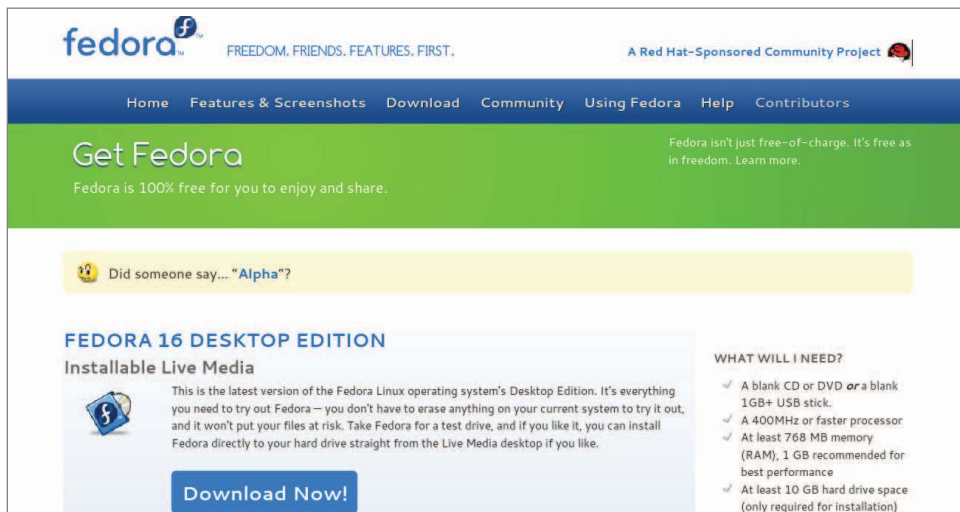 fedora™
FREEDOM. FRIENDS. FEATURES. FIRST.
A Red Hat-Sponsored Community Project
Home Features & Screenshots Download Community Using Fedora Help Contributors
Get Fedora
Fedora is 100% free for you to enjoy and share.
Fedora isn't just free-of-charge. It's free as
in freedom. Learn more.
Did someone say... "Alpha"?
FEDORA 16 DESKTOP EDITION
Installable Live Media
This is the latest version of the Fedora Linux operating system's Desktop Edition. It's everything
you need to try out Fedora — you don't have to erase anything on your current system to try it out,
and it won't put your files at risk. Take Fedora for a test drive, and if you like it, you can install
Fedora directly to your hard drive straight from the Live Media desktop if you like.
Download Now!
WHAT WILL I NEED?
A blank CD or DVD or a blank
1GB+ USB stick.
A 400MHz or faster processor
At least 768 MB memory
(RAM), 1 GB recommended for
best performance
At least 10 GB hard drive space
(only required for installation)